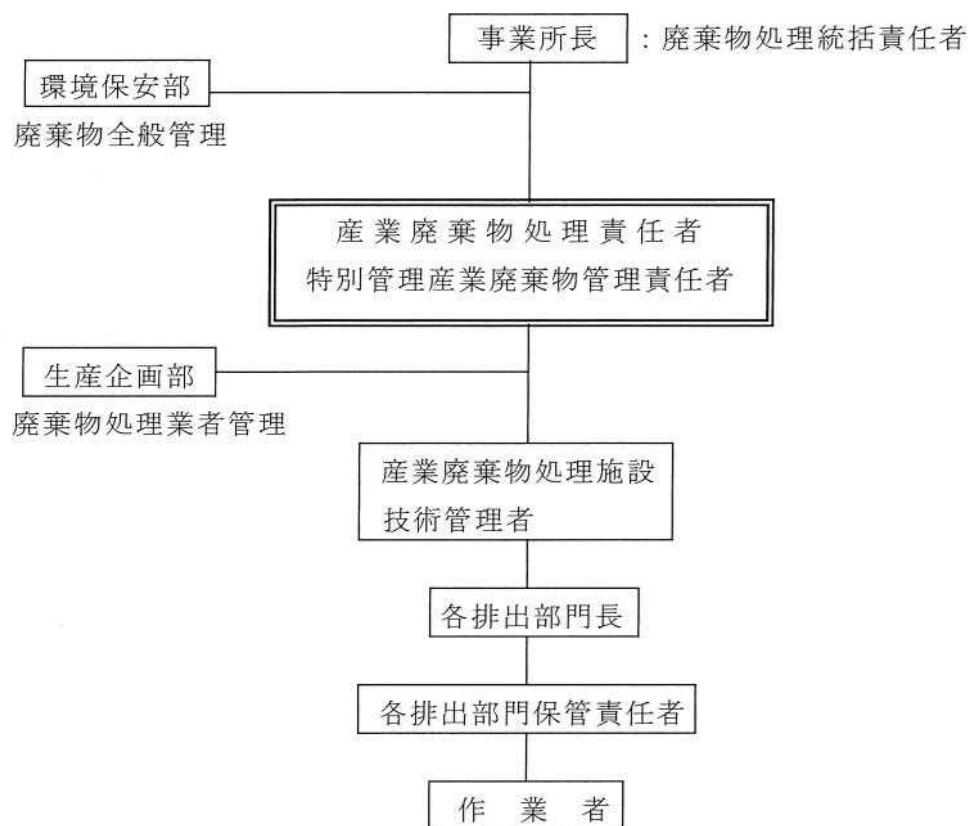 事業所長 ：廃棄物処理統括責任者
環境保安部
廃棄物全般管理
産業廃棄物処理責任者
特別管理産業廃棄物管理責任者
生産企画部
廃棄物処理業者管理
産業廃棄物処理施設
技術管理者
各排出部門長
各排出部門保管責任者
作業者